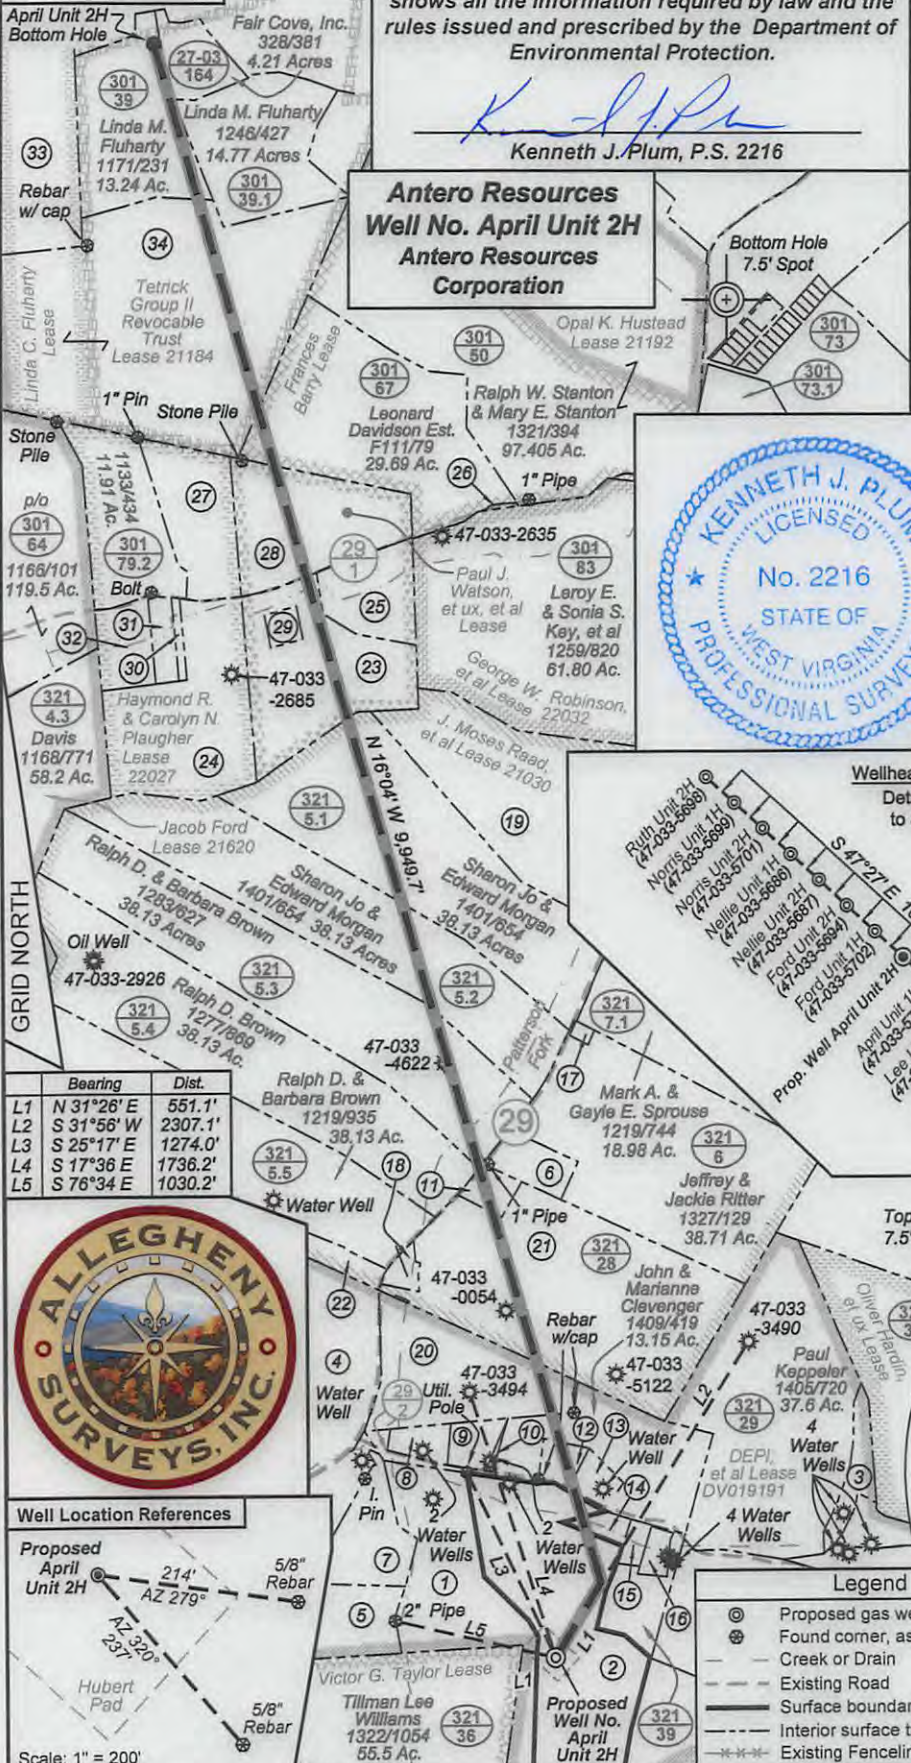 April Unit 2H
Bottom Hole
Fair Cove, Inc.
328/381
4.21 Acres
27-03
164
301
39
Linda M.
Fluharty
1171/231
13.24 Ac.
Linda M. Fluharty
1246/427
14.77 Acres
301
39.1
33
Rebar
w/ cap
34
shows all the information required by law and the
rules issued and prescribed by the Department of
Environmental Protection.
Kenneth J. Plum, P.S. 2216
Antero Resources
Well No. April Unit 2H
Antero Resources
Corporation
Bottom Hole
7.5' Spot
301
73
301
73.1
Linda C. Fluharty
Lease
Tetrick
Group II
Revocable
Trust
Lease 21184
Frances
Barry Lease
Opal K. Hustead
Lease 21192
301
50
301
67
Leonard
Davidson Est.
F111/79
29.69 Ac.
Ralph W. Stanton
& Mary E. Stanton
1321/394
97.405 Ac.
1" Pin
Stone Pile
Stone
Pile
26
1" Pipe
p/o
301
64
1166/101
119.5 Ac.
1133/434
11.91 Ac.
301
79.2
27
28
29
1
47-033-2635
301
83
Leroy E.
& Sonia S.
Key, et al
1259/820
61.80 Ac.
Paul J.
Watson,
et ux, et al
Lease
Bolt
31
32
30
29
25
23
47-033
-2685
George W. Robinson,
et al Lease 22032
321
4.3
Davis
1168/771
58.2 Ac.
Haymond R.
& Carolyn N.
Plaugher
Lease
22027
24
J. Moses Raad,
et al Lease 21030
19
KENNETH J. PLUM
LICENSED
No. 2216
STATE OF
WEST VIRGINIA
PROFESSIONAL SURVEY
N 16°04' W 9,949.7'
321
5.1
Jacob Ford
Lease 21620
Ralph D. & Barbara Brown
1283/627
38.13 Acres
Sharon Jo &
Edward Morgan
1401/654 38.13 Acres
Sharon Jo &
Edward Morgan
1401/654
38.13 Acres
GRID NORTH
Oil Well
47-033-2926
321
5.3
321
5.4
321
5.2
Ralph D. Brown
1277/869
38.13 Ac.
47-033
-4622
Patterson
Fork
321
7.1
17
Wellhea
Det
to
Ruth Unit 2H
(47-033-5698)
Norris Unit 1H
(47-033-5699)
Norris Unit 2H
(47-033-5701)
Nellie Unit 1H
(47-033-5686)
Nellie Unit 2H
(47-033-5687)
Ford Unit 2H
(47-033-5694)
Ford Unit 1H
(47-033-5702)
Prop. Well April Unit 2H
April Unit 1
(47-033-5
Lee
(47-
S 47°27' E 1
Bearing Dist.
L1 N 31°26' E 551.1'
L2 S 31°56' W 2307.1'
L3 S 25°17' E 1274.0'
L4 S 17°36 E 1736.2'
L5 S 76°34 E 1030.2'
Ralph D. &
Barbara Brown
1219/935
38.13 Ac.
321
5.5
Water Well
18
11
29
6
1" Pipe
21
Mark A. &
Gayle E. Sprouse
1219/744
18.98 Ac.
321
6
Jeffrey &
Jackie Ritter
1327/129
38.71 Ac.
Top
7.5'
ALLEGHENY
SURVEYS, INC.
22
47-033
-0054
321
28
John &
Marianne
Clevenger
1409/419
13.15 Ac.
Rebar
w/cap
47-033
-3490
Oliver Hardin,
et ux Lease
4
Water
Well
20
29
2
Util.
Pole
47-033
-3494
47-033
-5122
L2
Paul
Keppeler
1405/720
37.6 Ac.
321
29
9
10
12
13
Water
Well
8
14
DEPI,
et al Lease
DV019191
4
Water
Wells
3
I.
Pin
2
Water
Wells
2
Water
Wells
4 Water
Wells
L3
L4
7
1
5
2" Pipe
L5
15
16
L1
2
Well Location References
Proposed
April
Unit 2H
214'
AZ 279°
5/8"
Rebar
AZ 320°
237'
Hubert
Pad
5/8"
Rebar
Scale: 1" = 200'
Victor G. Taylor Lease
L1
Tillman Lee
Williams
1322/1054
55.5 Ac.
321
36
Proposed
Well No.
April
Unit 2H
321
39
Legend
Proposed gas we
Found corner, as
Creek or Drain
Existing Road
Surface boundar
Interior surface t
Existing Fencelin